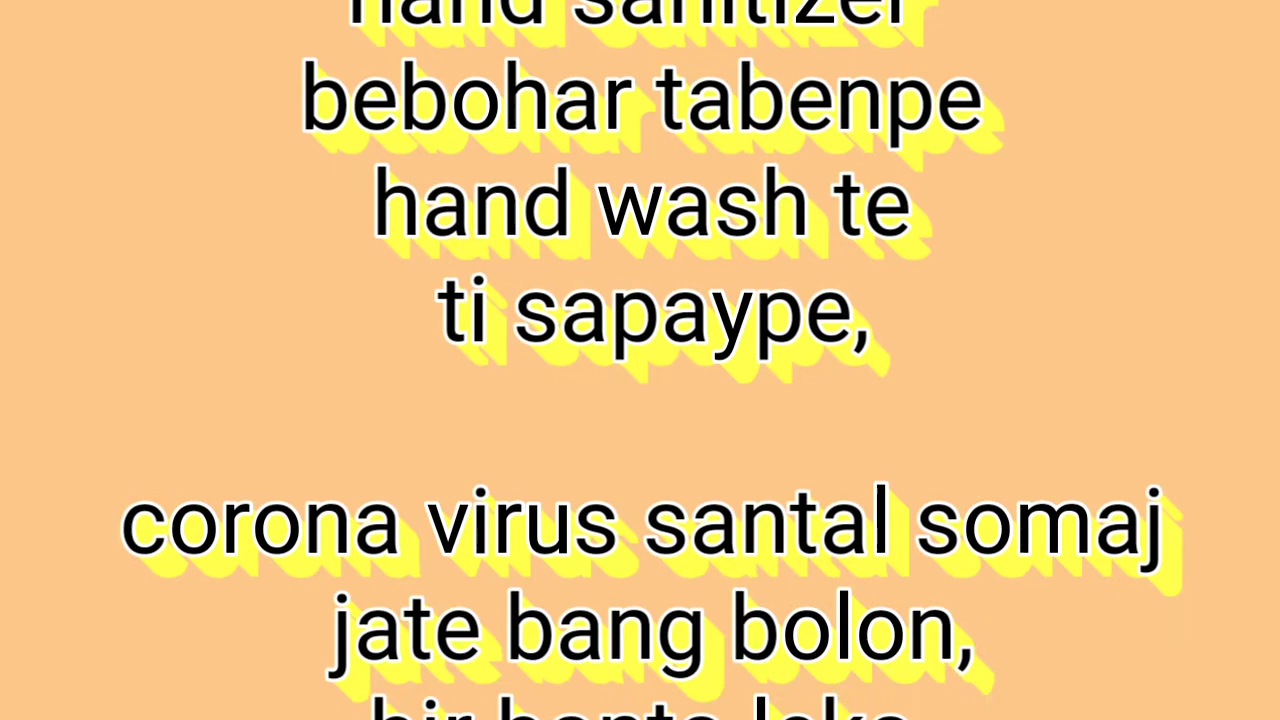 hand sanitizer
bebohar tabenpe
hand wash te
ti sapaype,
corona virus santal somaj
jate bang bolon,